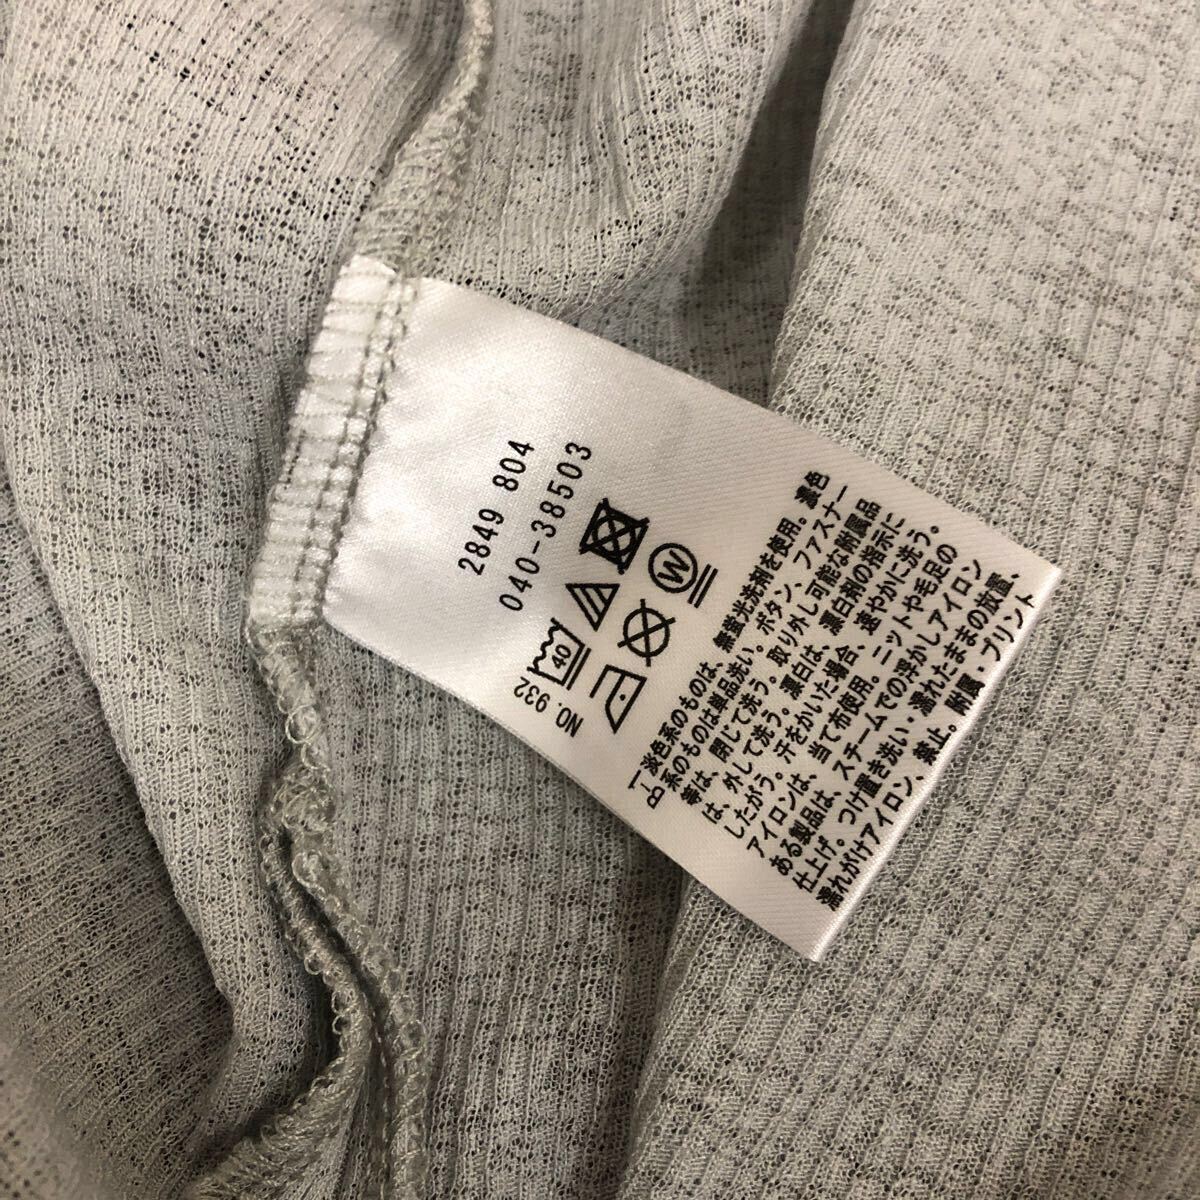 2849 804
040-38503
NO. 932
40
W
淡色系のものは、無蛍光洗剤を使用。濃色
系のものは単品洗い。ボタン、ファスナー
等は、閉じて洗う。取り外し可能な附属品
は、外して洗う。漂白は、漂白剤の指示に
したがう。汗をかいた場合、速やかに洗う。
アイロンは、当て布使用。ニットや毛足の
ある製品は、スチームでの浮かしアイロン
仕上げ。つけ置き洗い・濡れたままの放置、
濡れがけアイロン、禁止。附属・プリント